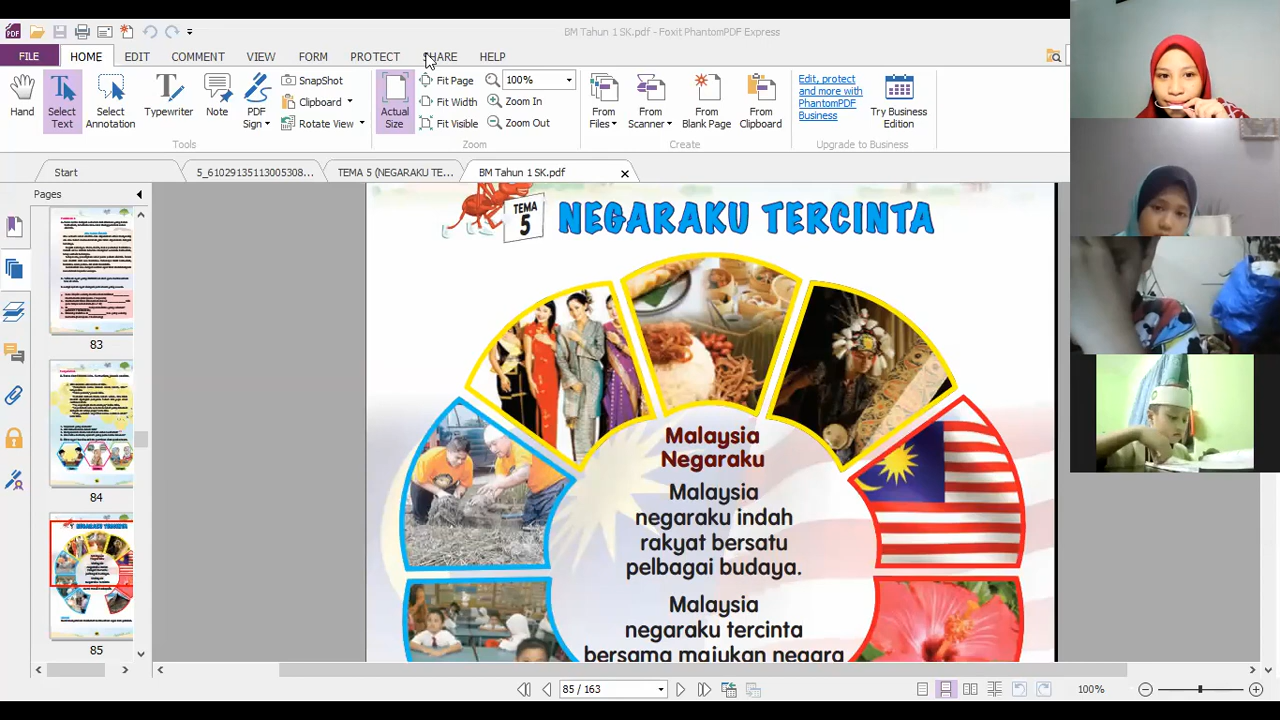 BM Tahun 1 SK.pdf - Foxit PhantomPDF Express
FILE HOME EDIT COMMENT VIEW FORM PROTECT SHARE HELP
SnapShot
Clipboard
Rotate View
Fit Page
Fit Width
Fit Visible
100%
Zoom In
Zoom Out
Hand
Select Text
Select Annotation
Typewriter
Note
PDF Sign
Actual Size
From Files
From Scanner
From Blank Page
From Clipboard
Edit, protect
and more with
PhantomPDF
Business
Try Business Edition
Tools
Zoom
Create
Upgrade to Business
Start
5_61029135113005308...
TEMA 5 (NEGARAKU TE...
BM Tahun 1 SK.pdf
Pages
83
84
85
TEMA
5
NEGARAKU TERCINTA
Malaysia
Negaraku
Malaysia
negaraku indah
rakyat bersatu
pelbagai budaya.
Malaysia
negaraku tercinta
bersama majukan negara
85 / 163
100%